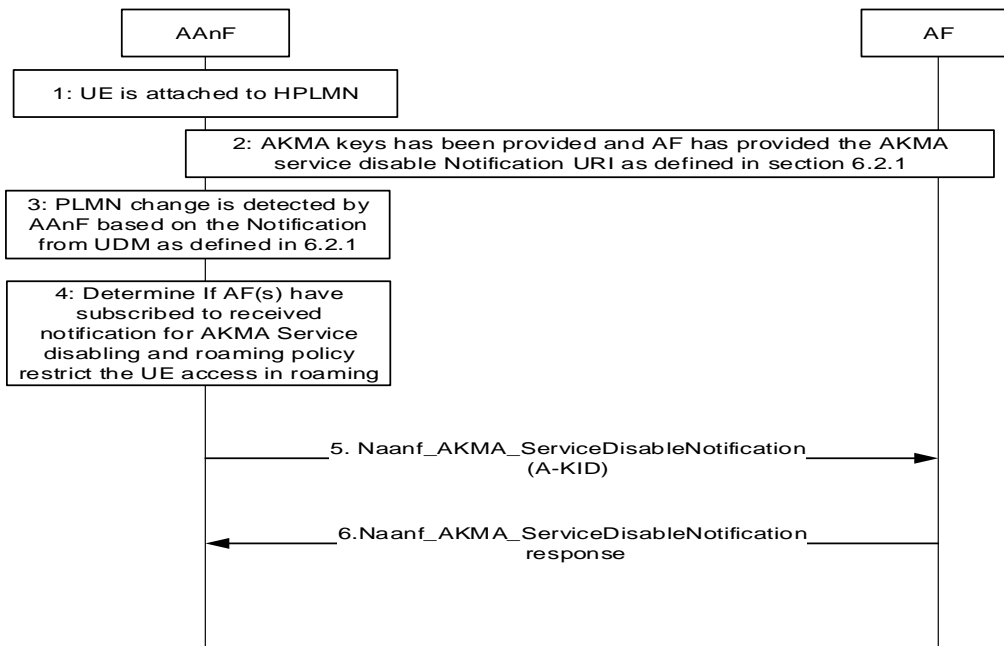 AAnF
AF
1: UE is attached to HPLMN
2: AKMA keys has been provided and AF has provided the AKMA
service disable Notification URI as defined in section 6.2.1
3: PLMN change is detected by
AAnF based on the Notification
from UDM as defined in 6.2.1
4: Determine If AF(s) have
subscribed to received
notification for AKMA Service
disabling and roaming policy
restrict the UE access in roaming
5. Naanf_AKMA_ServiceDisableNotification
(A-KID)
6.Naanf_AKMA_ServiceDisableNotification
response